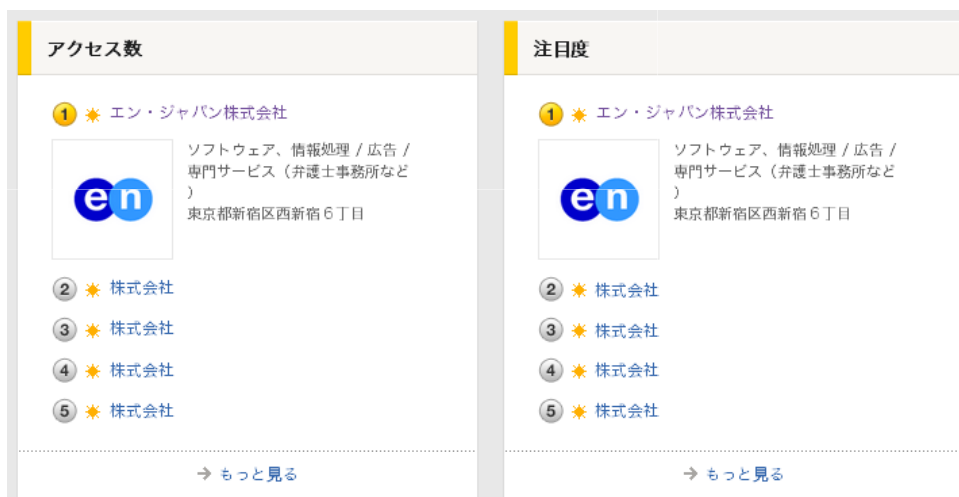 アクセス数
1 エン・ジャパン株式会社
en
ソフトウェア、情報処理 / 広告 /
専門サービス（弁護士事務所など
）
東京都新宿区西新宿６丁目
2 株式会社
3 株式会社
4 株式会社
5 株式会社
→ もっと見る
注目度
1 エン・ジャパン株式会社
en
ソフトウェア、情報処理 / 広告 /
専門サービス（弁護士事務所など
）
東京都新宿区西新宿６丁目
2 株式会社
3 株式会社
4 株式会社
5 株式会社
→ もっと見る